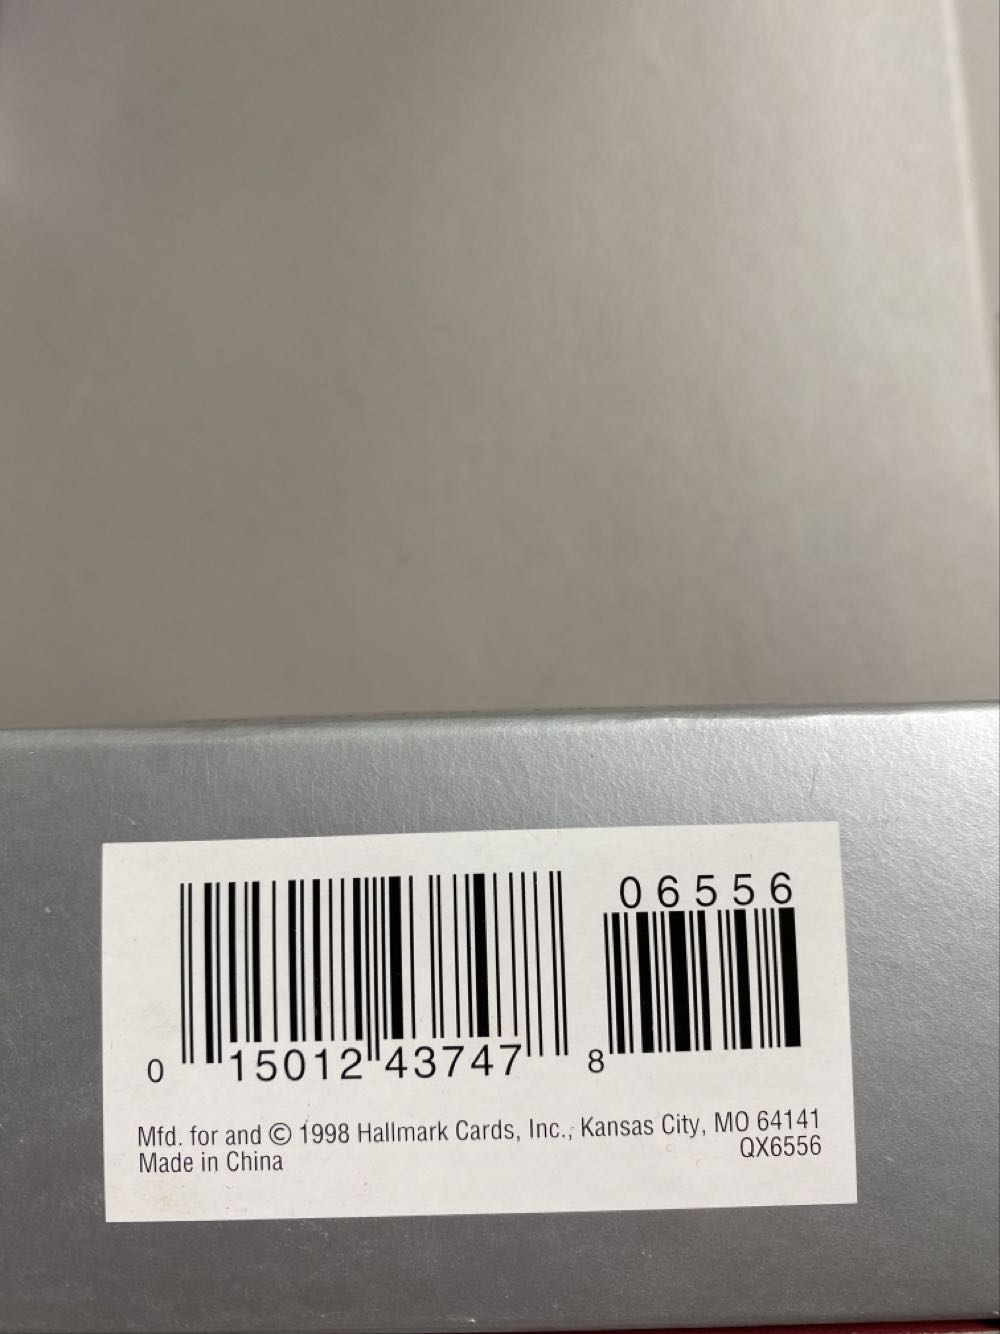 06556
0 15012 43747 8
Mfd. for and © 1998 Hallmark Cards, Inc., Kansas City, MO 64141
Made in China QX6556